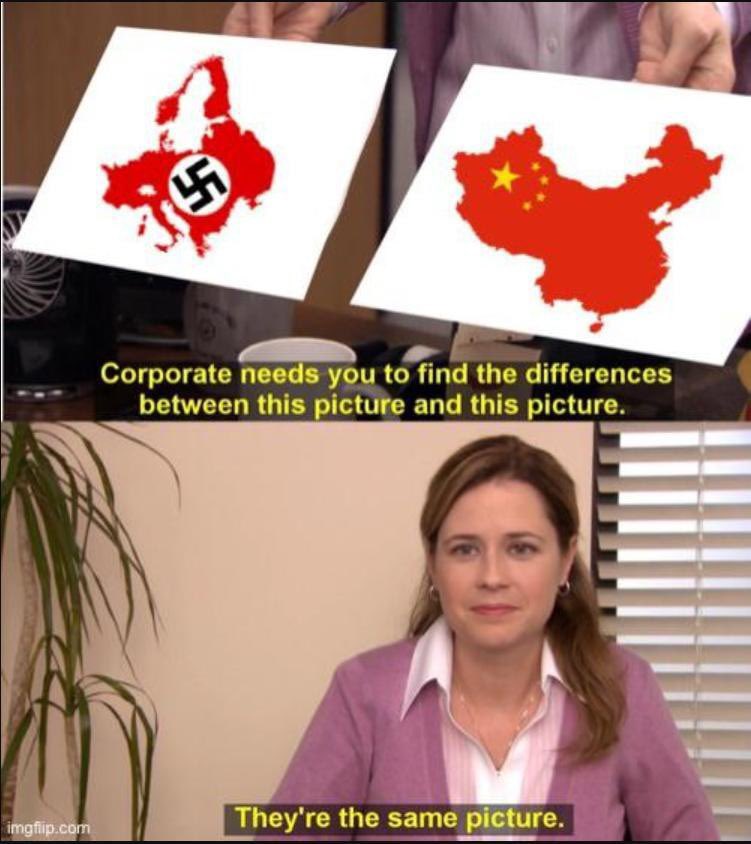 Corporate needs you to find the differences
between this picture and this picture.
They're the same picture.
imgflip.com